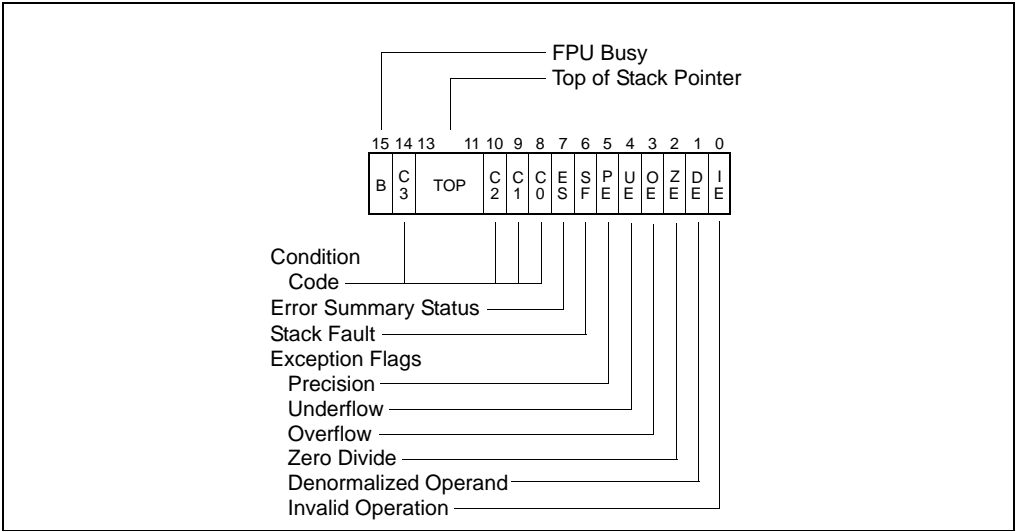 FPU Busy
Top of Stack Pointer
15 14 13 11 10 9 8 7 6 5 4 3 2 1 0
B C3 TOP C2 C1 C0 ES SF PE UE OE ZE DE IE
Condition
Code
Error Summary Status
Stack Fault
Exception Flags
Precision
Underflow
Overflow
Zero Divide
Denormalized Operand
Invalid Operation